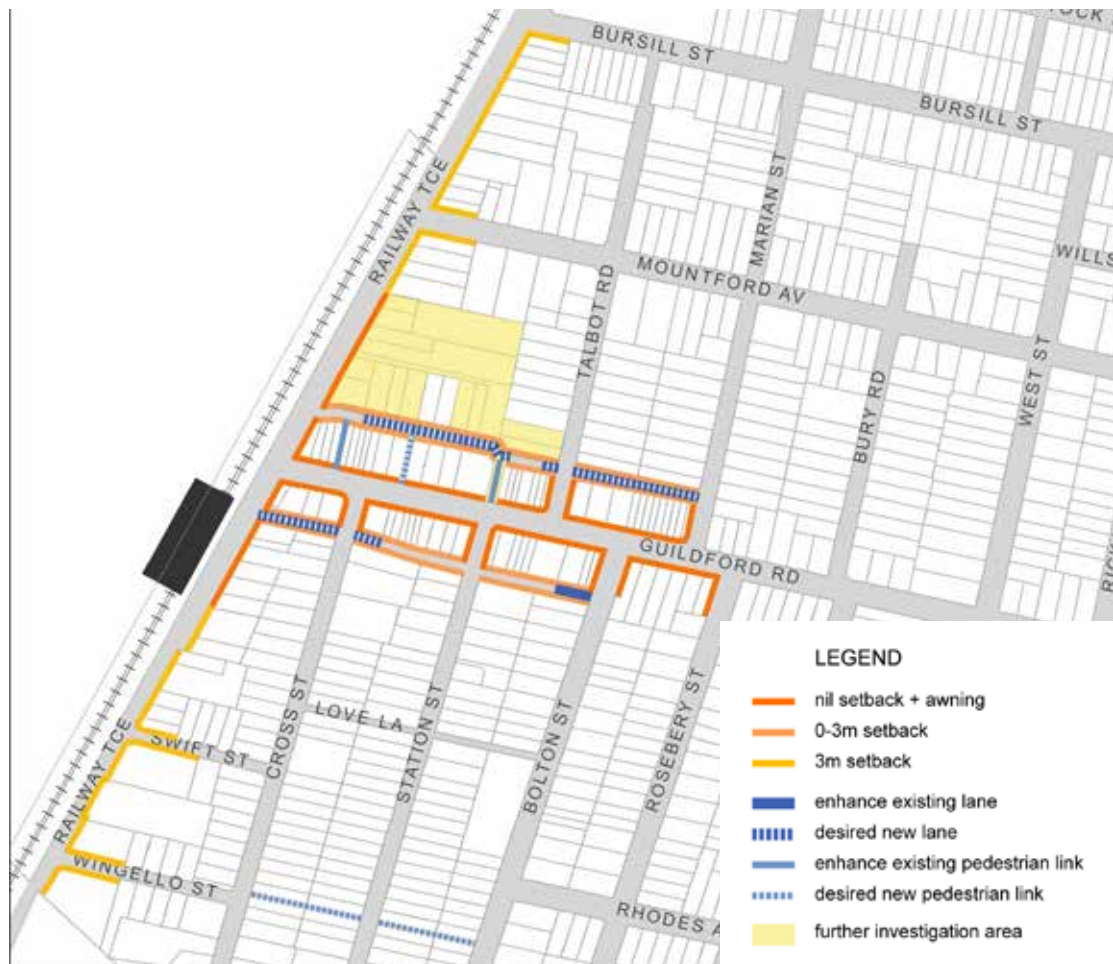 BURSILL ST
BURSILL ST
RAILWAY TCE
MARIAN ST
WILLS
MOUNTFORD AV
TALBOT RD
BURY RD
WEST ST
GUILDFORD RD
CROSS ST
LOVE LA
STATION ST
BOLTON ST
ROSEBERY ST
SWIFT ST
RAILWAY TCE
WINGELLO ST
RHODES A
LEGEND
nil setback + awning
0-3m setback
3m setback
enhance existing lane
desired new lane
enhance existing pedestrian link
desired new pedestrian link
further investigation area